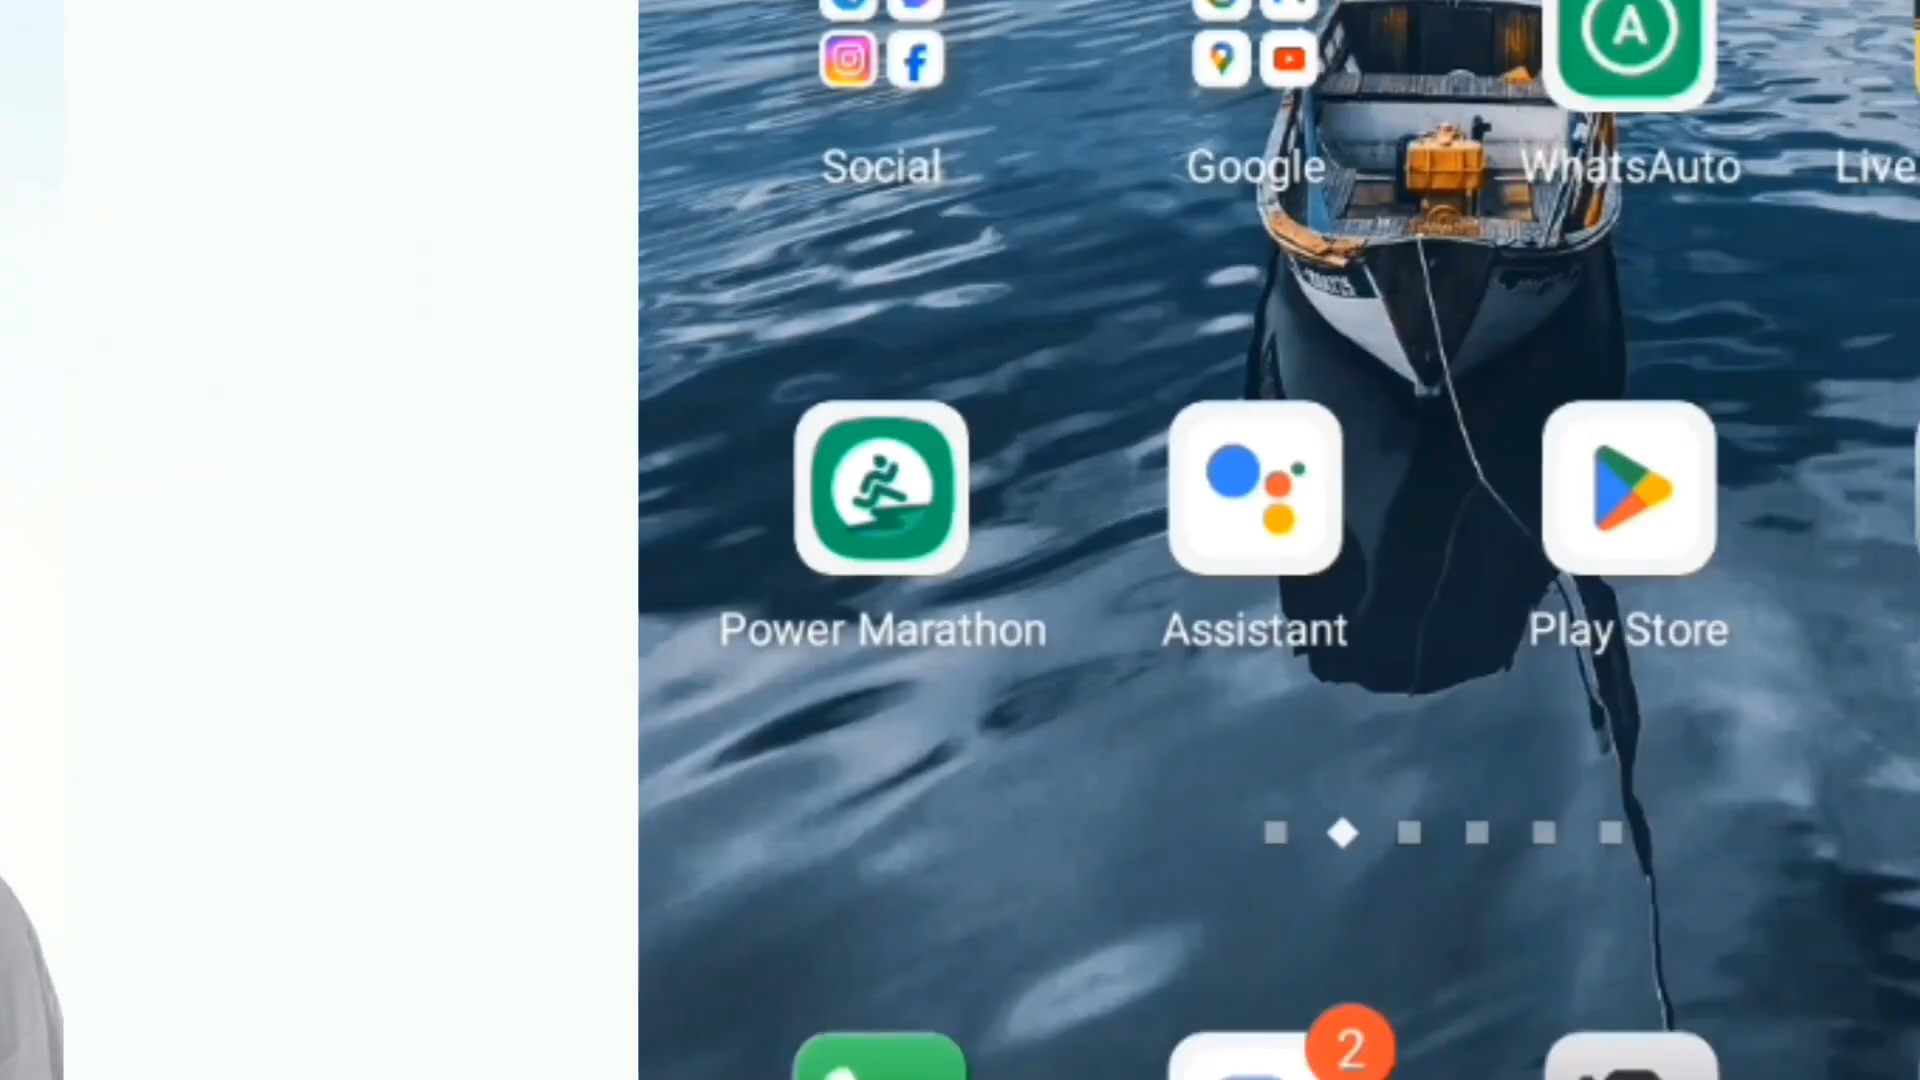 Social
Google
WhatsAuto
Live
A
Power Marathon
Assistant
Play Store
2